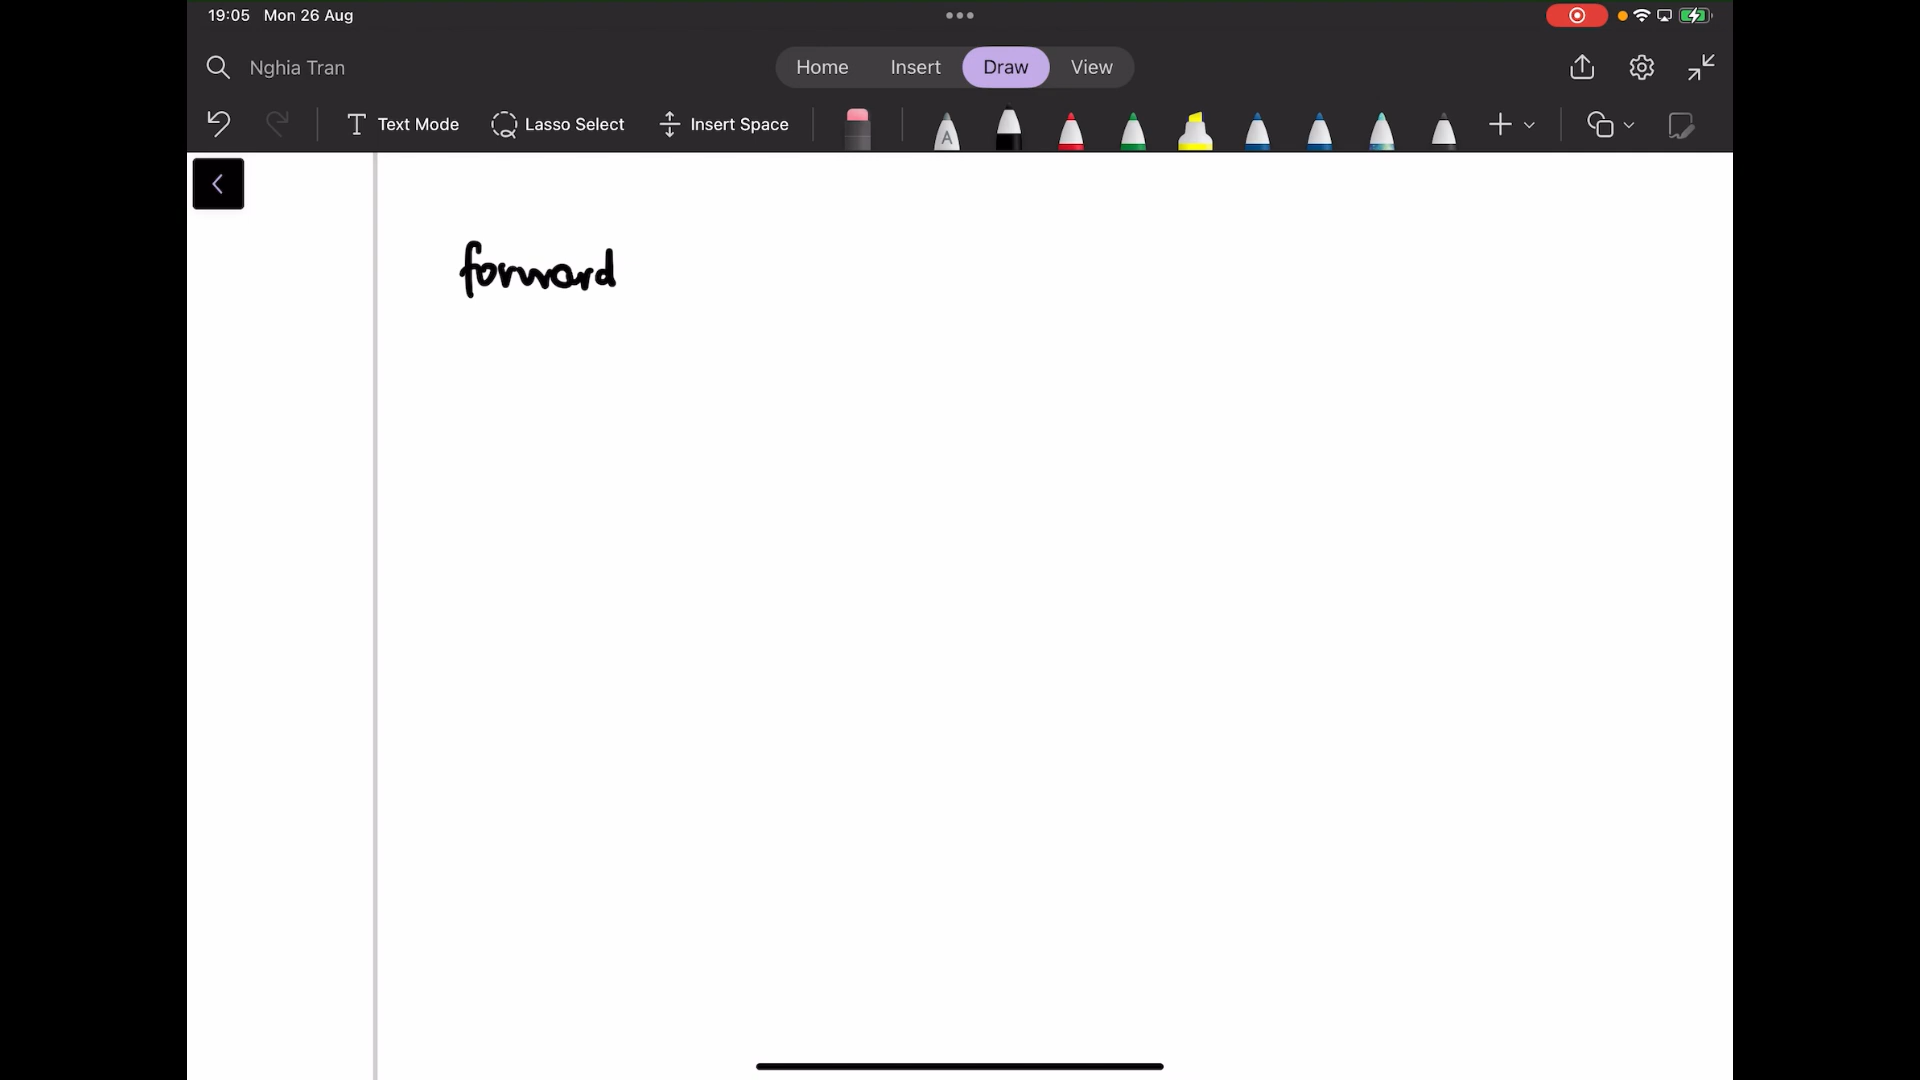 19:05 Mon 26 Aug
Nghia Tran
Home Insert Draw View
Text Mode Lasso Select Insert Space A
forward